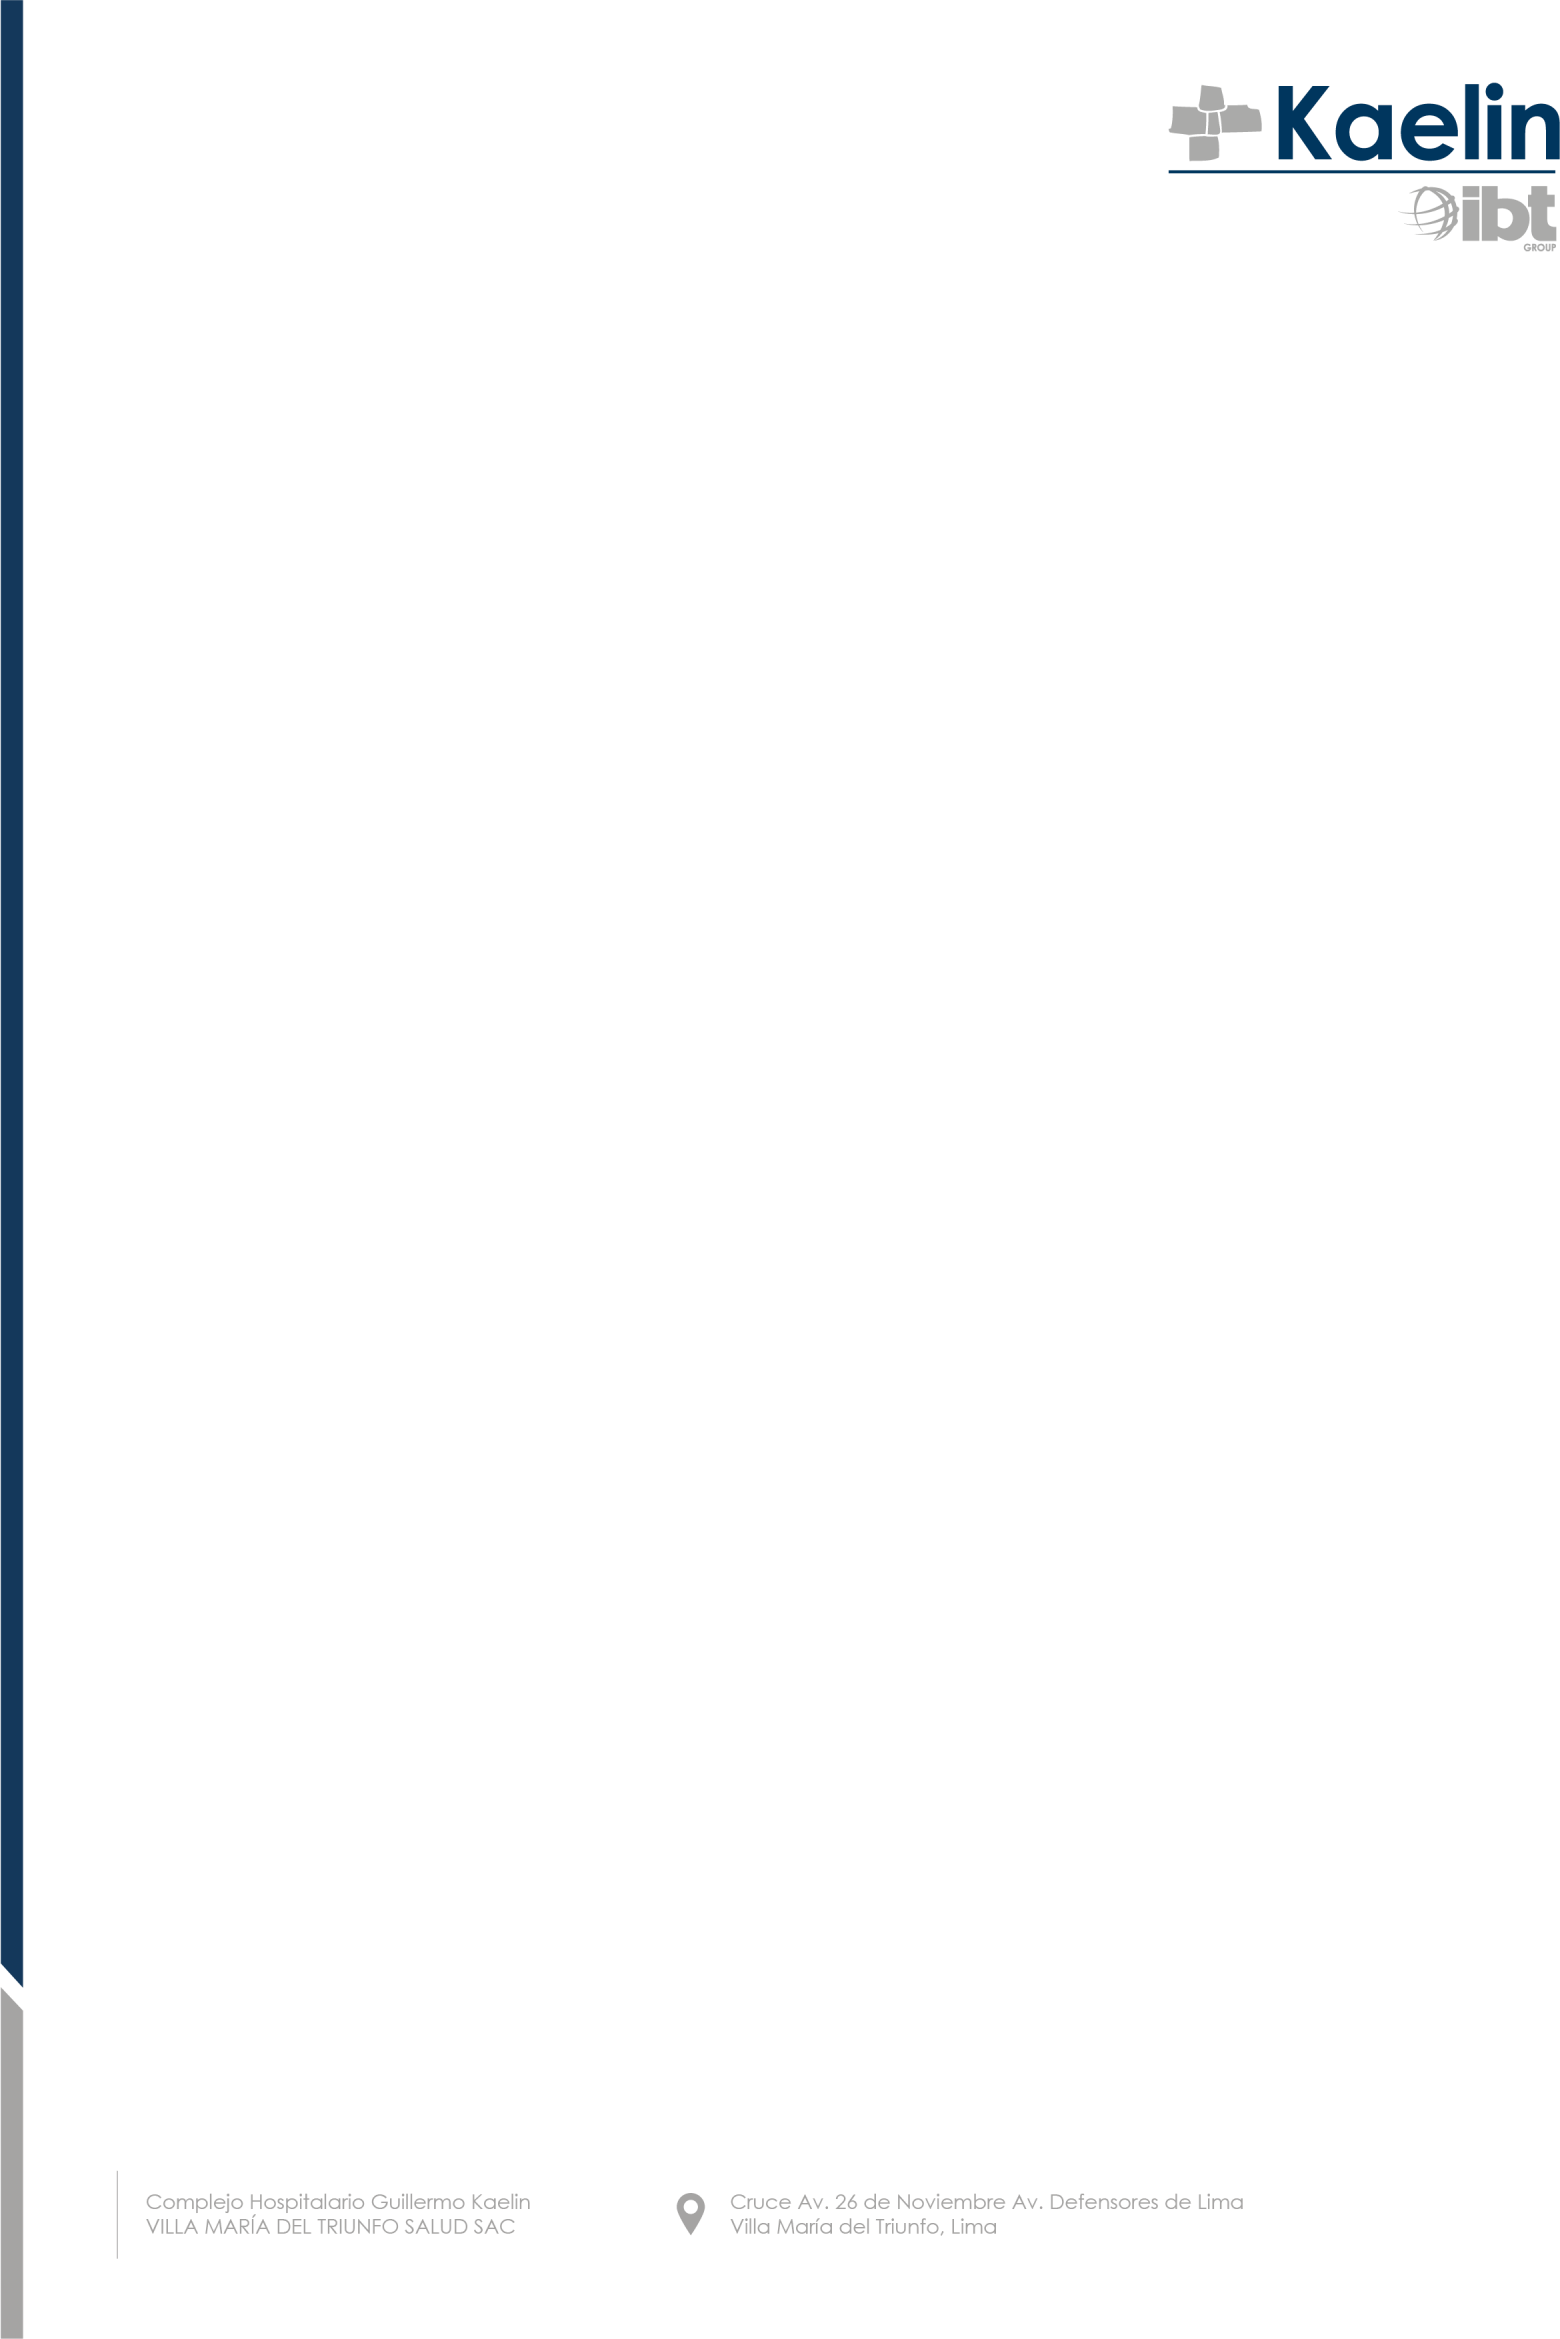 Kaelin
ibt
GROUP
Complejo Hospitalario Guillermo Kaelin
VILLA MARÍA DEL TRIUNFO SALUD SAC
Cruce Av. 26 de Noviembre Av. Defensores de Lima
Villa María del Triunfo, Lima